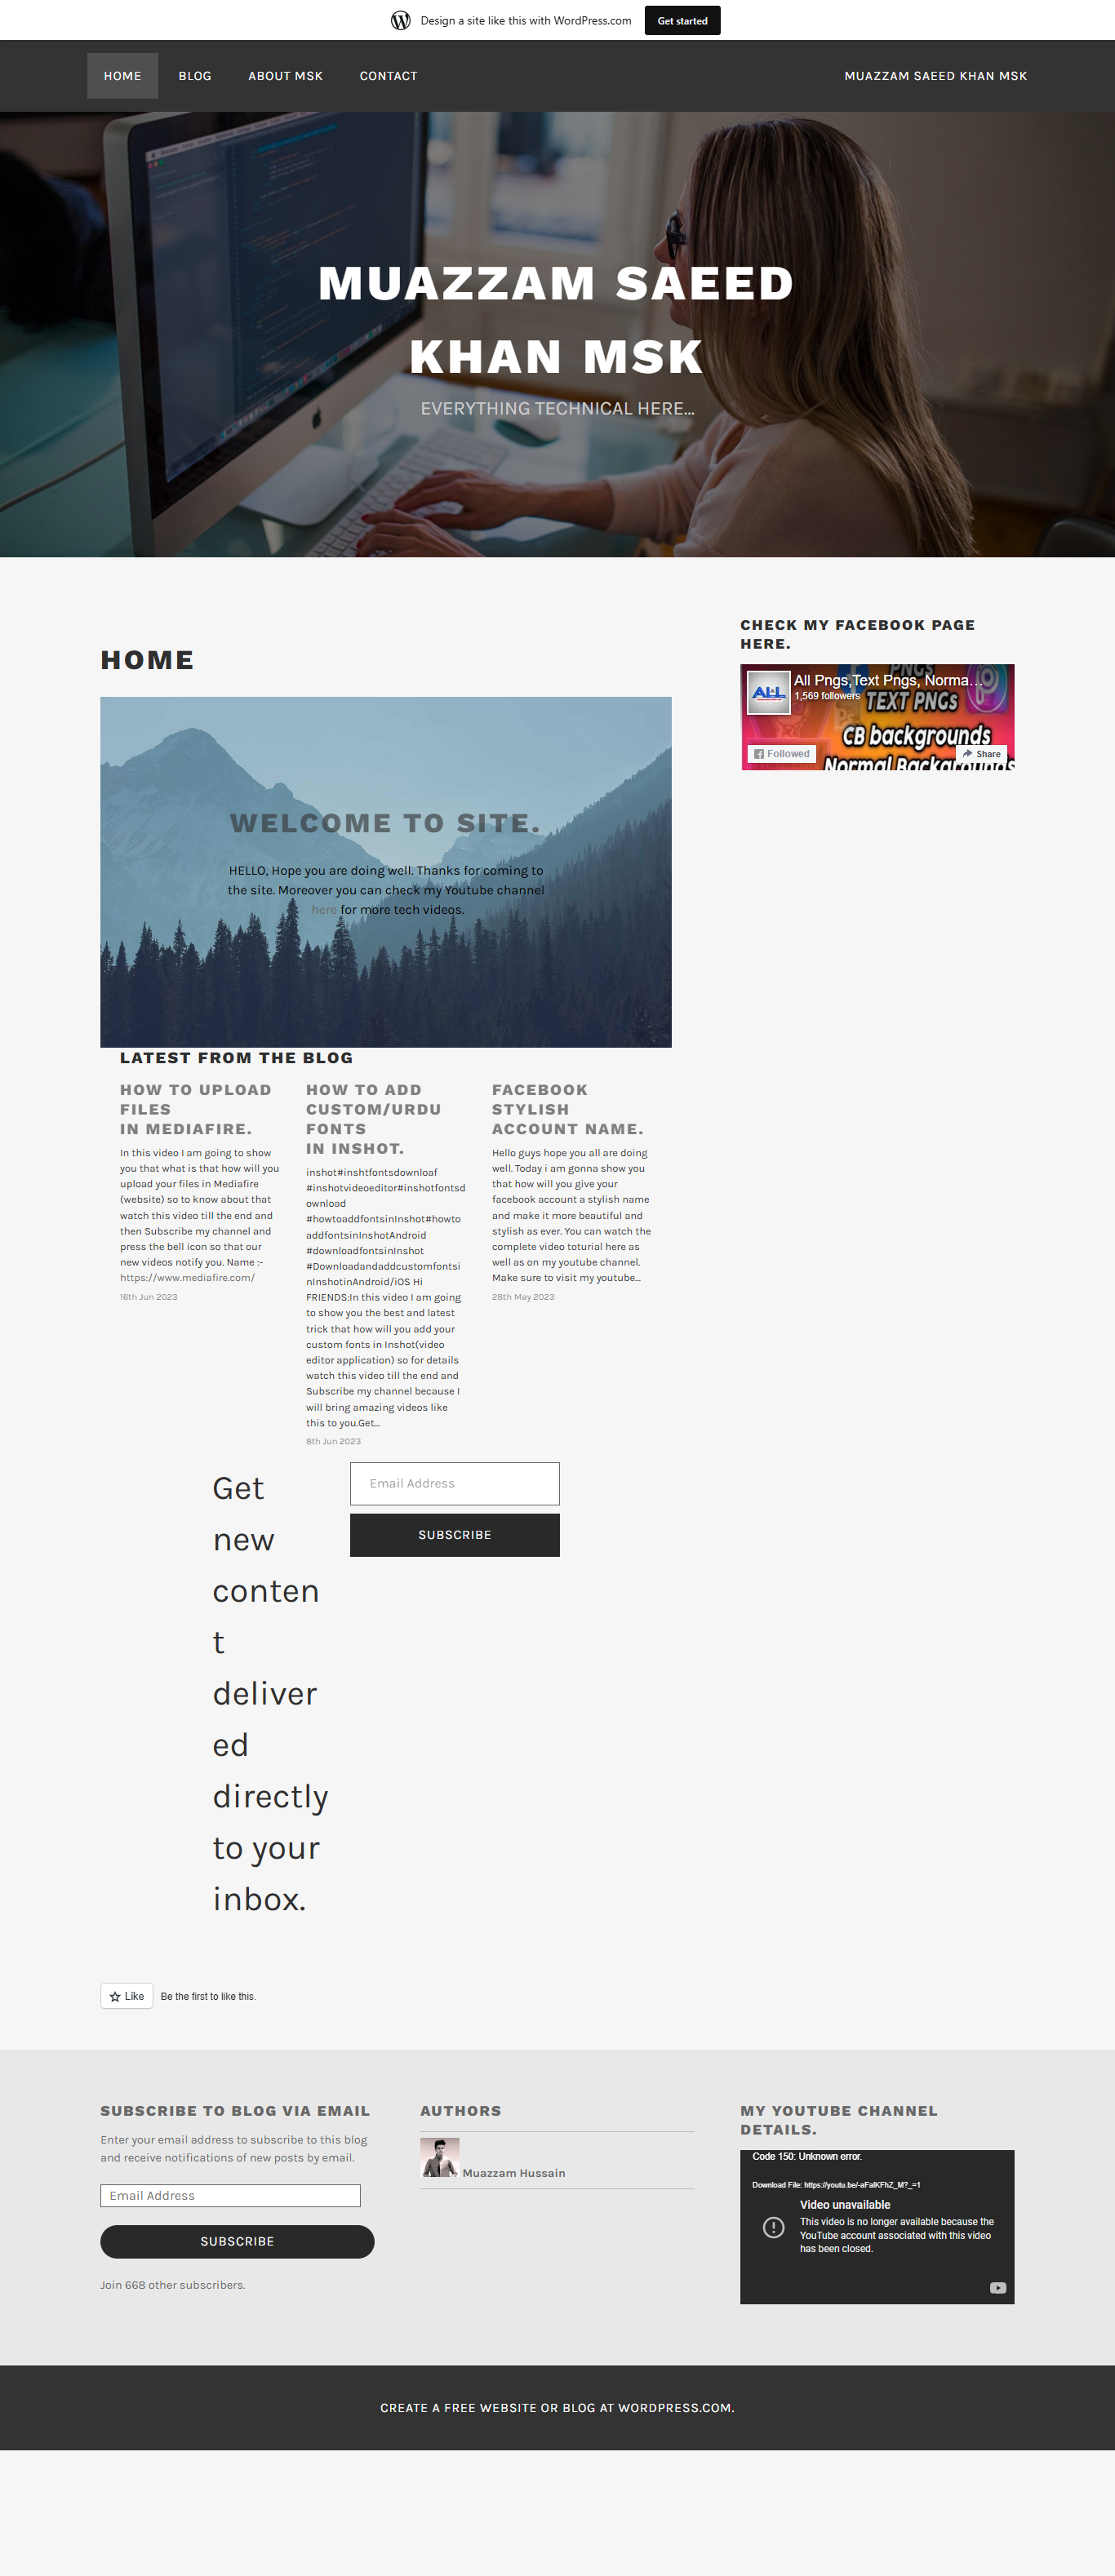 Design a site like this with WordPress.com
Get started
HOME
BLOG
ABOUT MSK
CONTACT
MUAZZAM SAEED KHAN MSK
MUAZZAM SAEED
KHAN MSK
EVERYTHING TECHNICAL HERE...
HOME
WELCOME TO SITE.
HELLO, Hope you are doing well. Thanks for coming to
the site. Moreover you can check my Youtube channel
here for more tech videos.
LATEST FROM THE BLOG
HOW TO UPLOAD
FILES
IN MEDIAFIRE.
In this video I am going to show
you that what is that how will you
upload your files in Mediafire
(website) so to know about that
watch this video till the end and
then Subscribe my channel and
press the bell icon so that our
new videos notify you. Name :-
https://www.mediafire.com/
16th Jun 2023
HOW TO ADD
CUSTOM/URDU
FONTS
IN INSHOT.
inshot#inshtfontsdownloaf
#inshotvideoeditor#inshotfontsd
ownload
#howtoaddfontsinInshot#howto
addfontsinInshotAndroid
#downloadfontsinInshot
#Downloadandaddcustomfontsi
nInshotinAndroid/iOS Hi
FRIENDS:In this video I am going
to show you the best and latest
trick that how will you add your
custom fonts in Inshot(video
editor application) so for details
watch this video till the end and
Subscribe my channel because I
will bring amazing videos like
this to you.Get…
8th Jun 2023
FACEBOOK
STYLISH
ACCOUNT NAME.
Hello guys hope you all are doing
well. Today i am gonna show you
that how will you give your
facebook account a stylish name
and make it more beautiful and
stylish as ever. You can watch the
complete video toturial here as
well as on my youtube channel.
Make sure to visit my youtube…
28th May 2023
Get
new
conten
t
deliver
ed
directly
to your
inbox.
Email Address
SUBSCRIBE
Like
Be the first to like this.
CHECK MY FACEBOOK PAGE
HERE.
PNGs
All Pngs,Text Pngs, Norma…
1,569 followers
ALL
TEXT PNGs
CB backgrounds
Normal Backgrounds
Followed
Share
SUBSCRIBE TO BLOG VIA EMAIL
Enter your email address to subscribe to this blog
and receive notifications of new posts by email.
Email Address
SUBSCRIBE
Join 668 other subscribers.
AUTHORS
Muazzam Hussain
MY YOUTUBE CHANNEL
DETAILS.
Code 150: Unknown error.
Download File: https://youtu.be/-aFalKFhZ_M?_=1
Video unavailable
This video is no longer available because the
YouTube account associated with this video
has been closed.
CREATE A FREE WEBSITE OR BLOG AT WORDPRESS.COM.